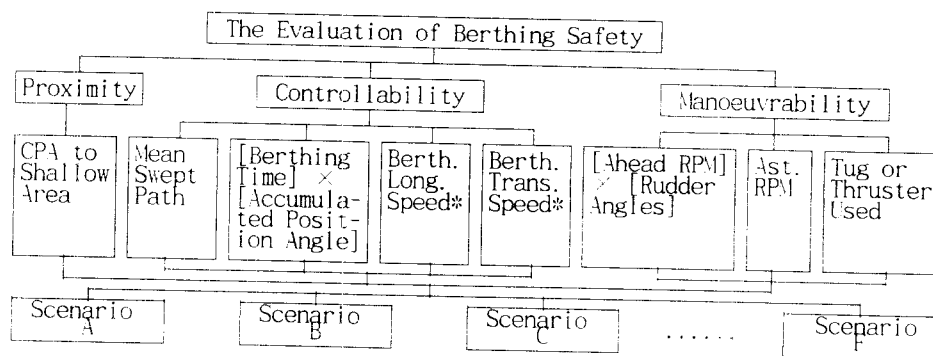 The Evaluation of Berthing Safety
Proximity
Controllability
Manoeuvrability
CPA to
Shallow
Area
Mean
Swept
Path
[Berthing
Time] ×
[Accumula-
ted Posit-
ion Angle]
Berth.
Long.
Speed*
Berth.
Trans.
Speed*
[Ahead RPM]
× [Rudder
Angles]
Ast.
RPM
Tug or
Thruster
Used
Scenario
A
Scenario
B
Scenario
C
......
Scenario
F